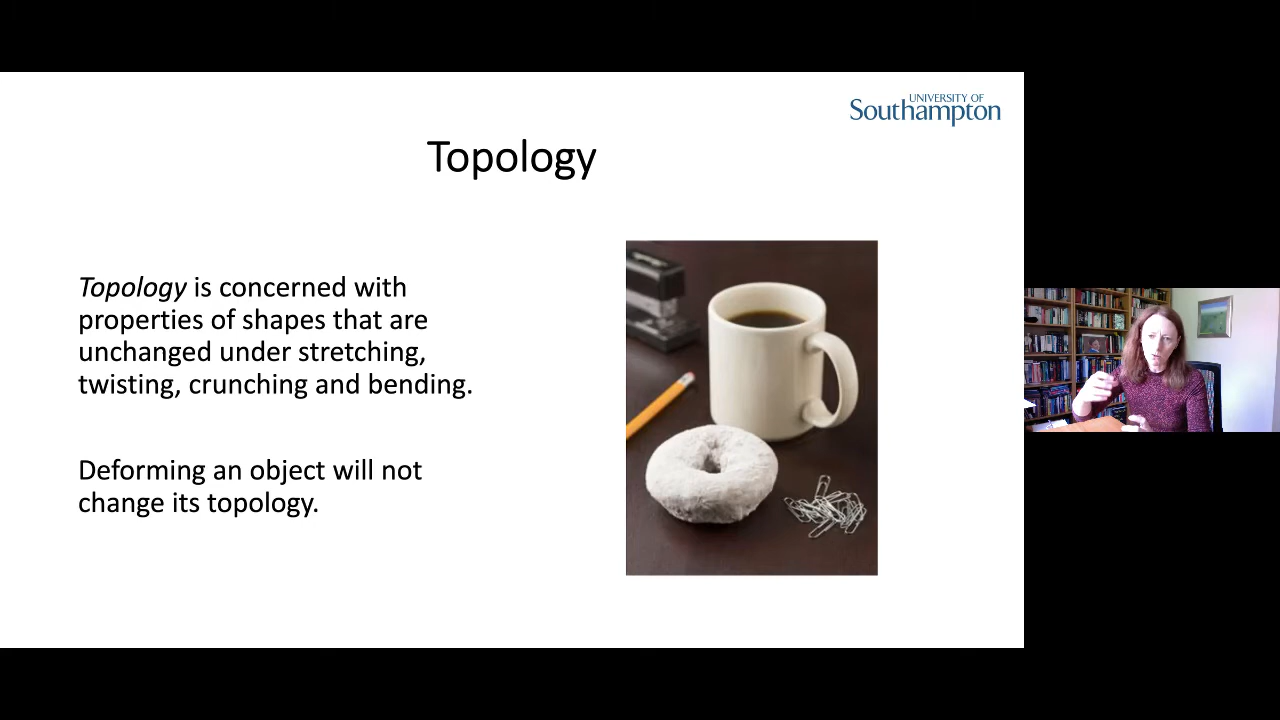 UNIVERSITY OF
Southampton
Topology
Topology is concerned with
properties of shapes that are
unchanged under stretching,
twisting, crunching and bending.
Deforming an object will not
change its topology.